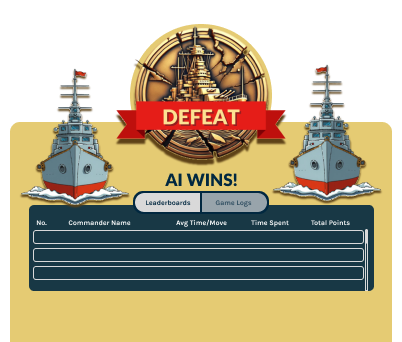 DEFEAT
AI WINS!
Leaderboards Game Logs
No. Commander Name Avg Time/Move Time Spent Total Points